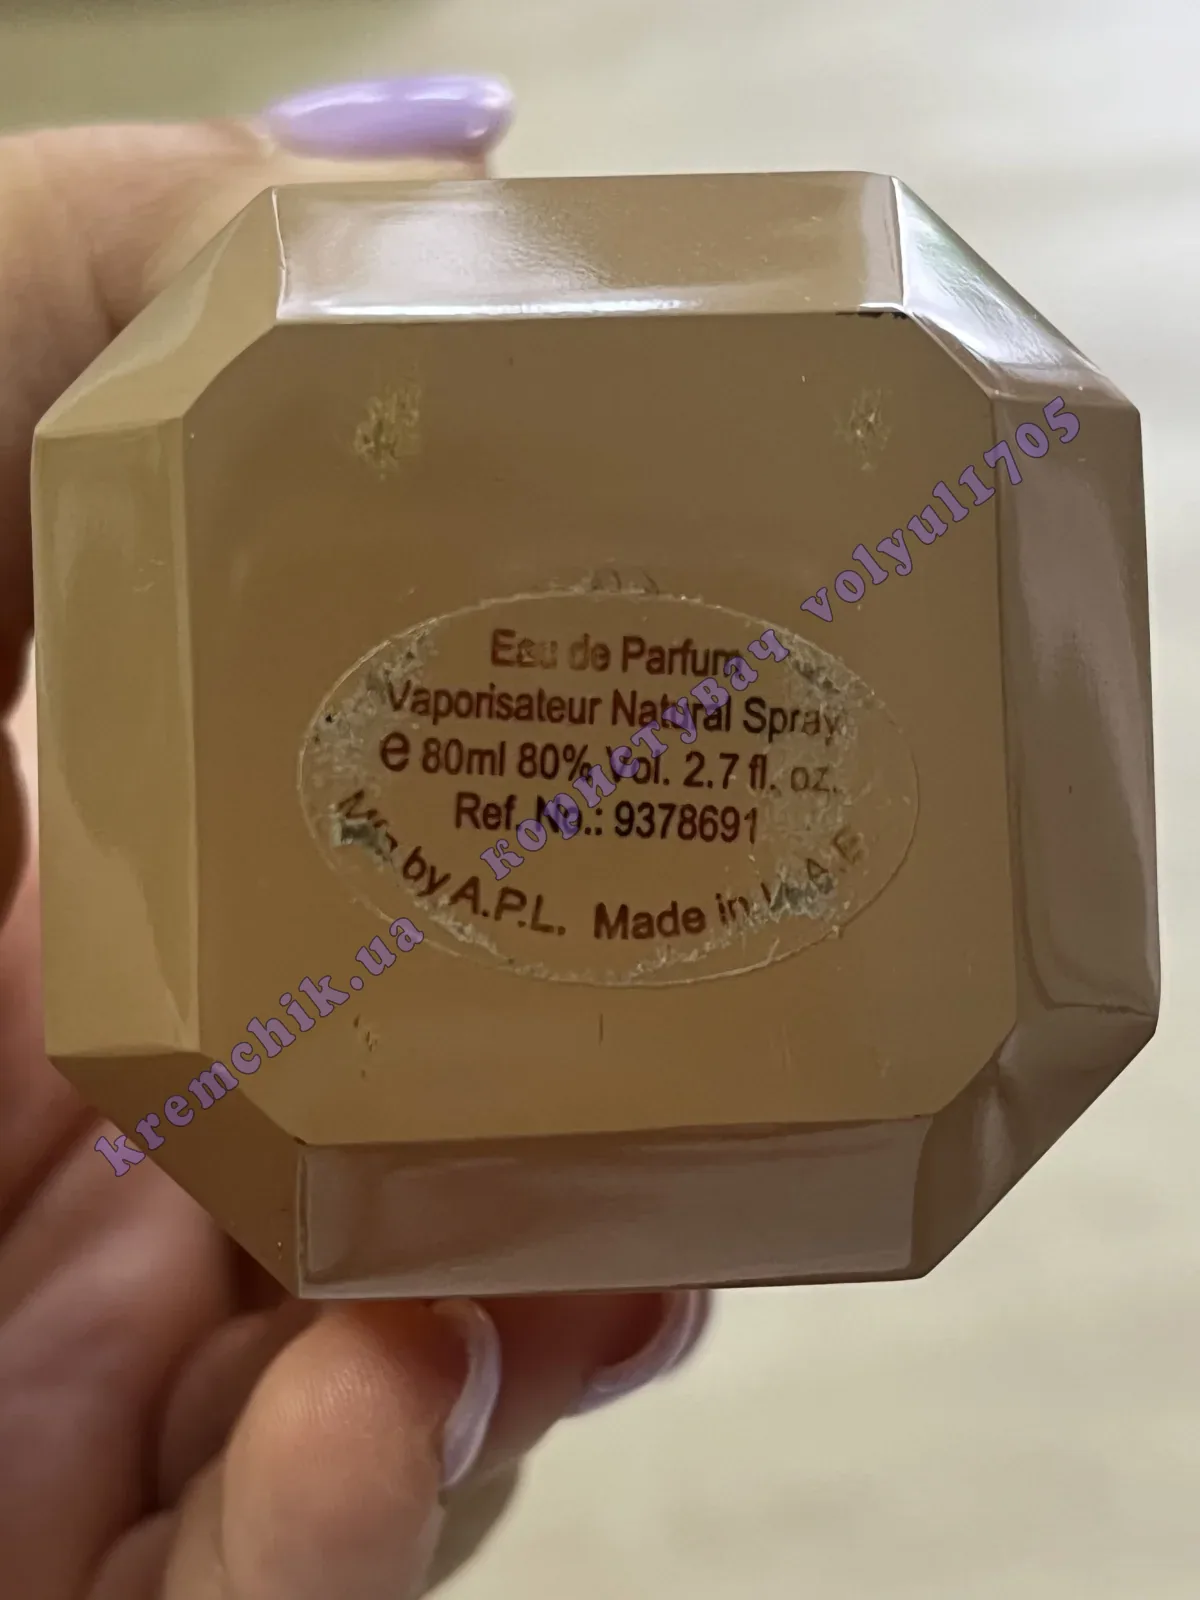 Eau de Parfum
Vaporisateur Natural Spray
e 80ml 80% Vol. 2.7 fl. oz.
Ref. No.: 9378691
Mfg by A.P.L. Made in U.A.E
kremchik.ua користувач volyul1705